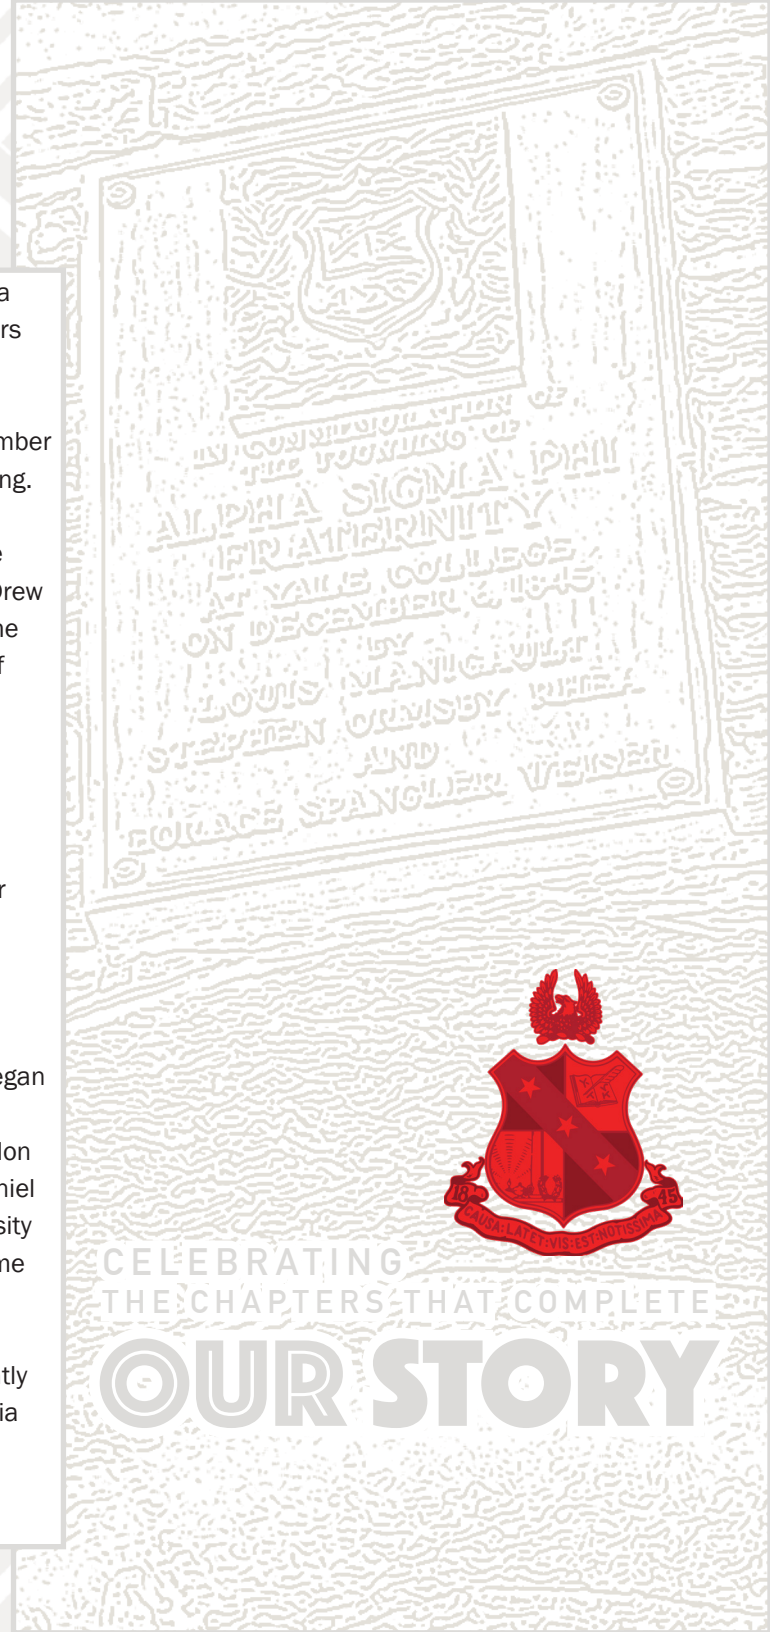 a
rs
mber
ng.
e
Drew
ne
f
r
egan
don
niel
sity
me
tly
ia
IN COMMEMORATION OF
THE FOUNDING OF
ALPHA SIGMA PHI
FRATERNITY
AT YALE COLLEGE
ON DECEMBER 6, 1845
BY
LOUIS MANIGAULT
STEPHEN ORMSBY RHEA
AND
HORACE SPANGLER WEISER
18 45
CAUSA:LATET:VIS:EST:NOTISSIMA
CELEBRATING
THE CHAPTERS THAT COMPLETE
OUR STORY